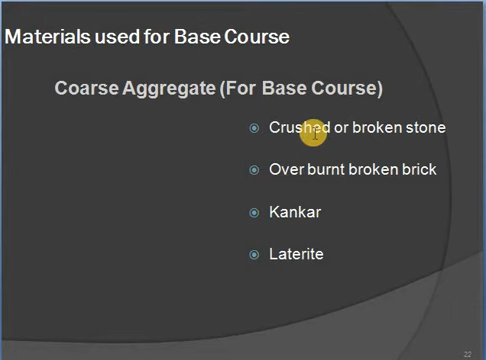 Materials used for Base Course
Coarse Aggregate (For Base Course)
Crushed or broken stone
Over burnt broken brick
Kankar
Laterite
22